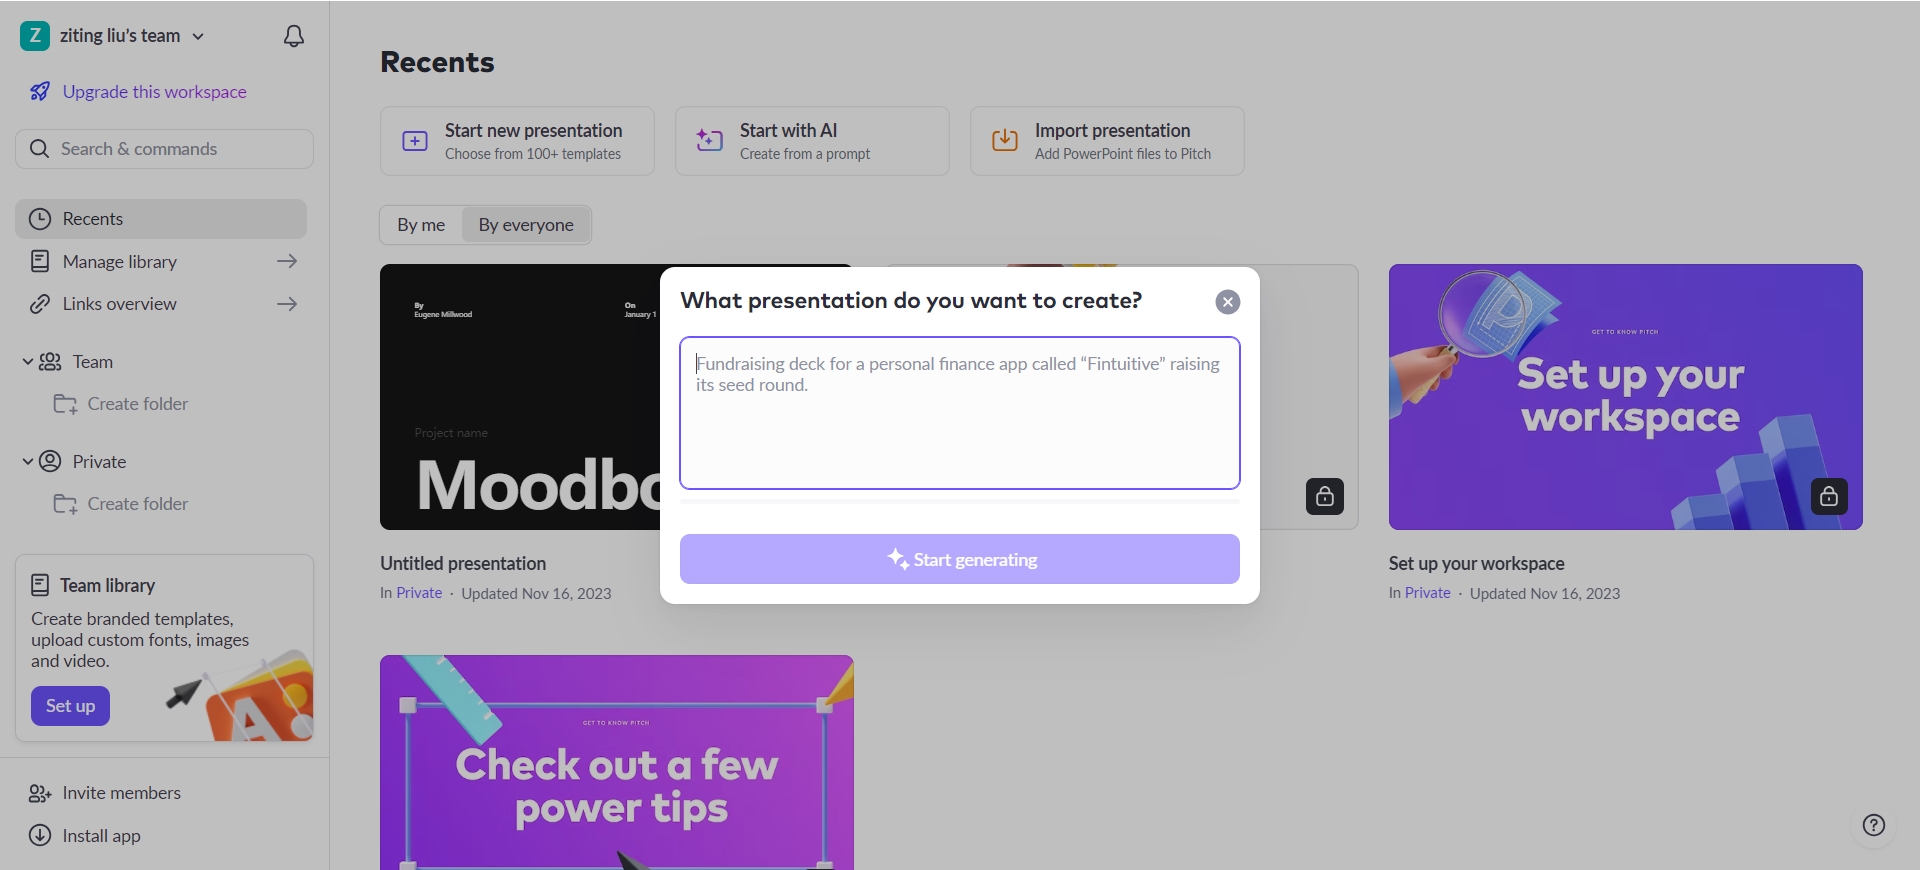 Z ziting liu's team
Upgrade this workspace
Search & commands
Recents
Manage library
Links overview
Team
Create folder
Private
Create folder
Team library
Create branded templates,
upload custom fonts, images
and video.
Set up
Invite members
Install app
Recents
Start new presentation
Choose from 100+ templates
Start with AI
Create from a prompt
Import presentation
Add PowerPoint files to Pitch
By me
By everyone
By
Eugene Millwood
On
January 1
Project name
Moodbo
Untitled presentation
In Private · Updated Nov 16, 2023
What presentation do you want to create?
Fundraising deck for a personal finance app called “Fintuitive” raising
its seed round.
Start generating
GET TO KNOW PITCH
Set up your
workspace
Set up your workspace
In Private · Updated Nov 16, 2023
GET TO KNOW PITCH
Check out a few
power tips